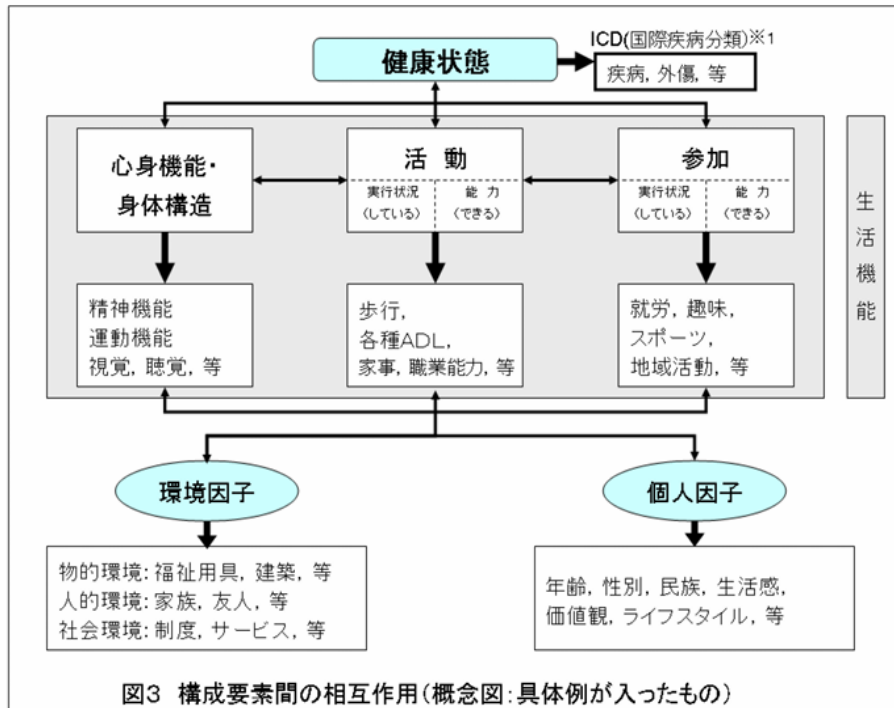 健康状態
ICD(国際疾病分類)※1
疾病, 外傷, 等
心身機能・
身体構造
活 動
実行状況
(している)
能 力
(できる)
参加
実行状況
(している)
能 力
(できる)
生活機能
精神機能
運動機能
視覚, 聴覚, 等
歩行,
各種ADL,
家事, 職業能力, 等
就労, 趣味,
スポーツ,
地域活動, 等
環境因子
個人因子
物的環境: 福祉用具, 建築, 等
人的環境: 家族, 友人, 等
社会環境: 制度, サービス, 等
年齢, 性別, 民族, 生活感,
価値観, ライフスタイル, 等
図3 構成要素間の相互作用(概念図:具体例が入ったもの)